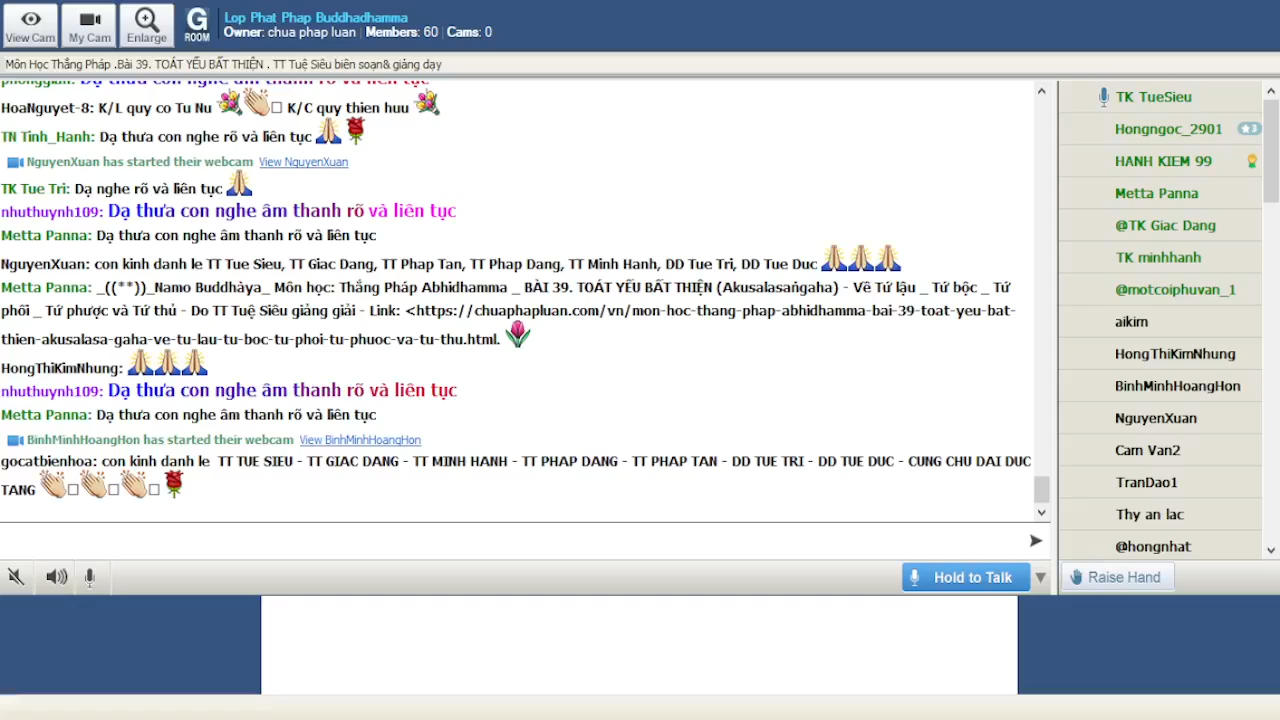 View Cam
My Cam
Enlarge
G
ROOM
Lop Phat Phap Buddhadhamma
Owner: chua phap luan | Members: 60 | Cams: 0
Môn Học Thắng Pháp .Bài 39. TOÁT YẾU BẤT THIỆN . TT Tuệ Siêu biên soạn& giảng dạy
HoaNguyet-8: K/L quy co Tu Nu K/C quy thien huu
TN Tinh_Hanh: Dạ thưa con nghe rõ và liên tục
NguyenXuan has started their webcam View NguyenXuan
TK Tue Tri: Dạ nghe rõ và liên tục
nhuthuynh109: Dạ thưa con nghe âm thanh rõ và liên tục
Metta Panna: Dạ thưa con nghe âm thanh rõ và liên tục
NguyenXuan: con kinh danh le TT Tue Sieu, TT Giac Dang, TT Phap Tan, TT Phap Dang, TT Minh Hanh, DD Tue Tri, DD Tue Duc
Metta Panna: _((**))_Namo Buddhàya_ Môn học: Thắng Pháp Abhidhamma _ BÀI 39. TOÁT YẾU BẤT THIỆN (Akusalasaṅgaha) - Về Tứ lậu _ Tứ bộc _ Tứ
phối _ Tứ phược và Tứ thủ - Do TT Tuệ Siêu giảng giải - Link: <https://chuaphapluan.com/vn/mon-hoc-thang-phap-abhidhamma-bai-39-toat-yeu-bat-
thien-akusalasa-gaha-ve-tu-lau-tu-boc-tu-phoi-tu-phuoc-va-tu-thu.html.
HongThiKimNhung:
nhuthuynh109: Dạ thưa con nghe âm thanh rõ và liên tục
Metta Panna: Dạ thưa con nghe âm thanh rõ và liên tục
BinhMinhHoangHon has started their webcam View BinhMinhHoangHon
gocatbienhoa: con kinh danh le TT TUE SIEU - TT GIAC DANG - TT MINH HANH - TT PHAP DANG - TT PHAP TAN - DD TUE TRI - DD TUE DUC - CUNG CHU DAI DUC
TANG
Hold to Talk
TK TueSieu
Hongngoc_2901 3
HANH KIEM 99
Metta Panna
@TK Giac Dang
TK minhhanh
@motcoiphuvan_1
aikim
HongThiKimNhung
BinhMinhHoangHon
NguyenXuan
Cam Van2
TranDao1
Thy an lac
@hongnhat
Raise Hand